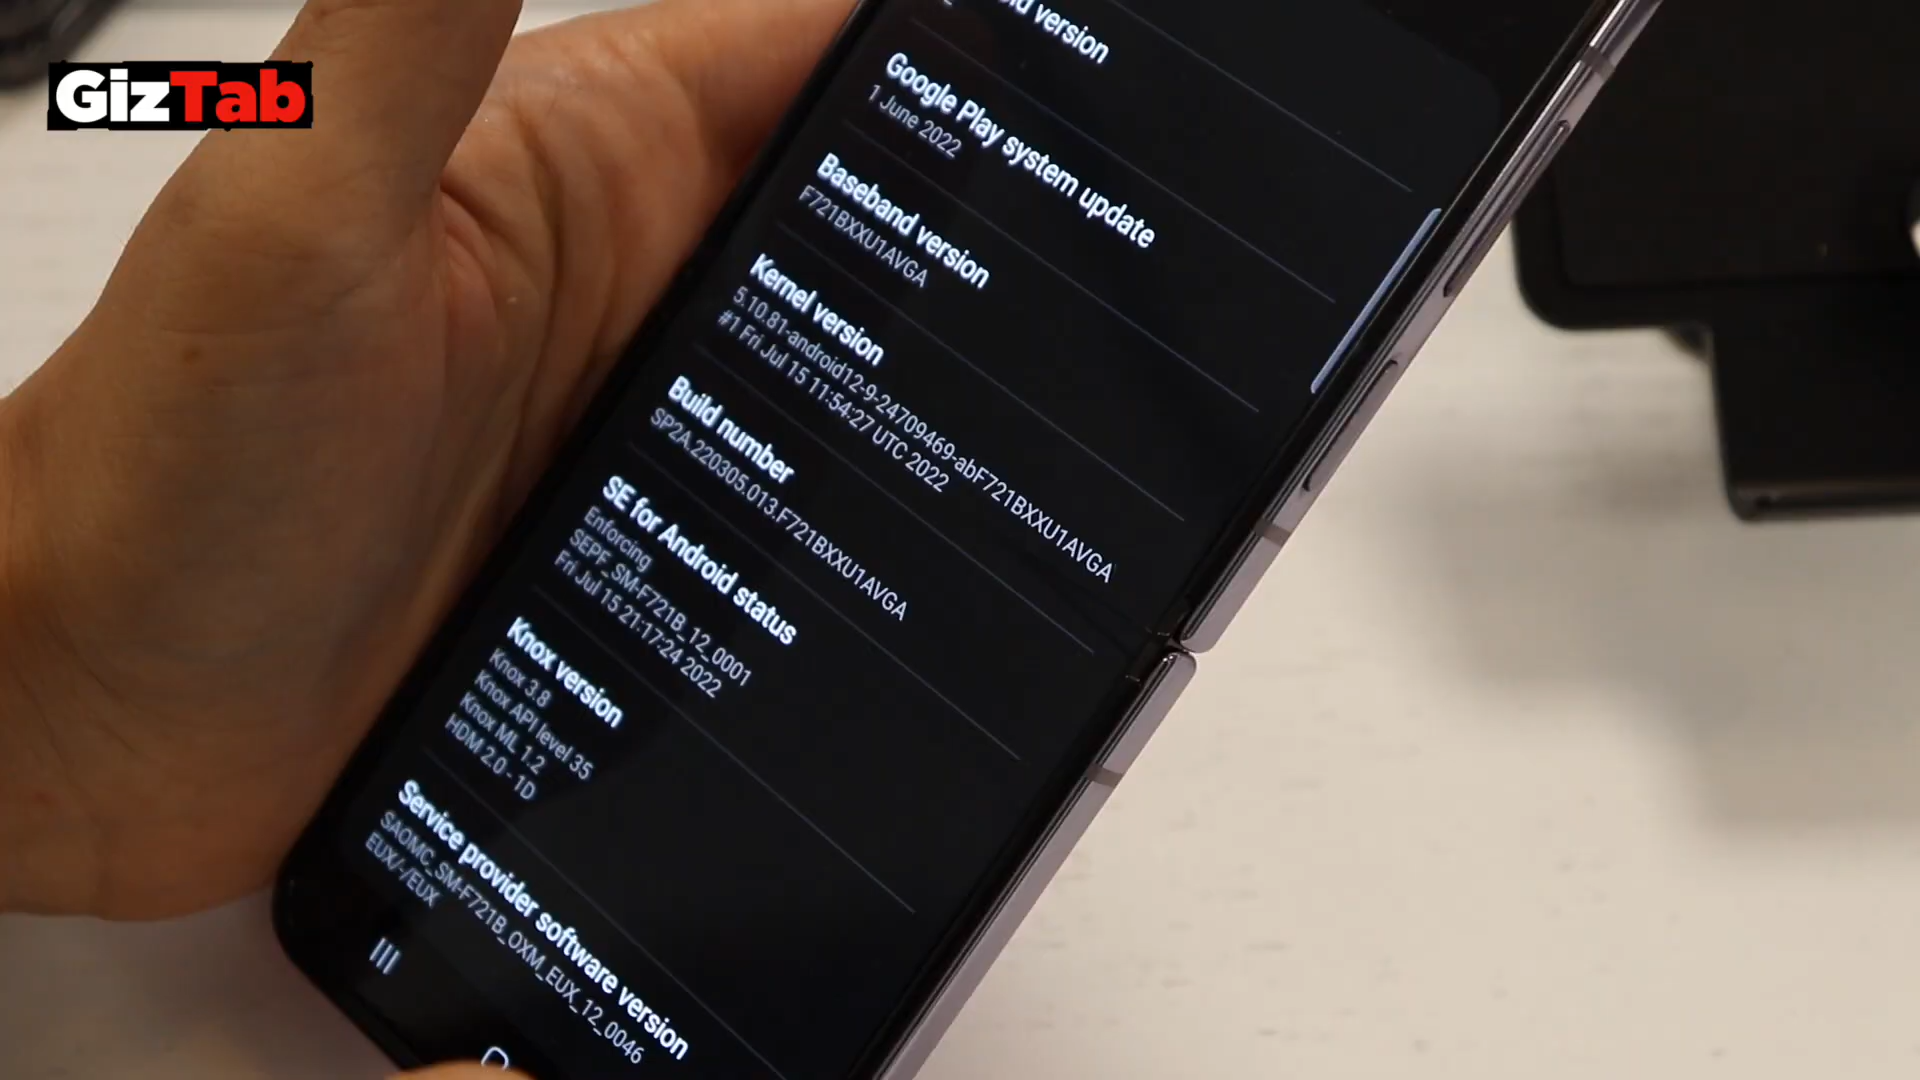 GizTab
version
Google Play system update
1 June 2022
Baseband version
F721BXXU1AVGA
Kernel version
5.10.81-android12-9-24709469-abF721BXXU1AVGA
#1 Fri Jul 15 11:54:27 UTC 2022
Build number
SP2A.220305.013.F721BXXU1AVGA
SE for Android status
Enforcing
SEPF_SM-F721B_12_0001
Fri Jul 15 21:17:24 2022
Knox version
Knox 3.8
Knox API level 35
Knox ML 1.2
HDM 2.0 - 1D
Service provider software version
SAOMC_SM-F721B_OXM_EUX_12_0046
EUX/-/EUX